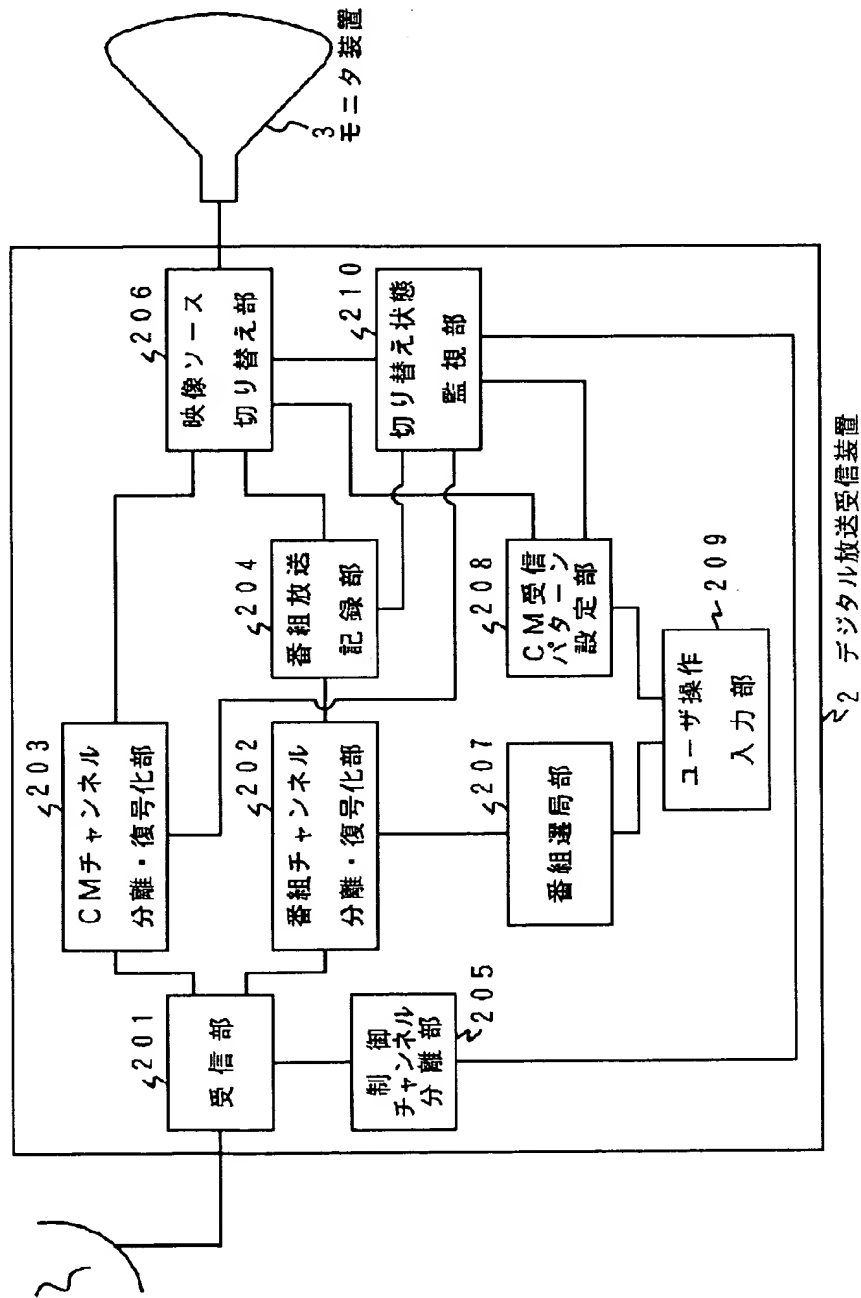 201
受信部
203
CMチャンネル
分離・復号化部
202
番組チャンネル
分離・復号化部
204
番組放送
記録部
206
映像ソース
切り替え部
3
モニタ装置
205
制御
チャンネル
分離部
207
番組選局部
208
CM受信
パターン
設定部
210
切り替え状態
監視部
209
ユーザ操作
入力部
2 デジタル放送受信装置